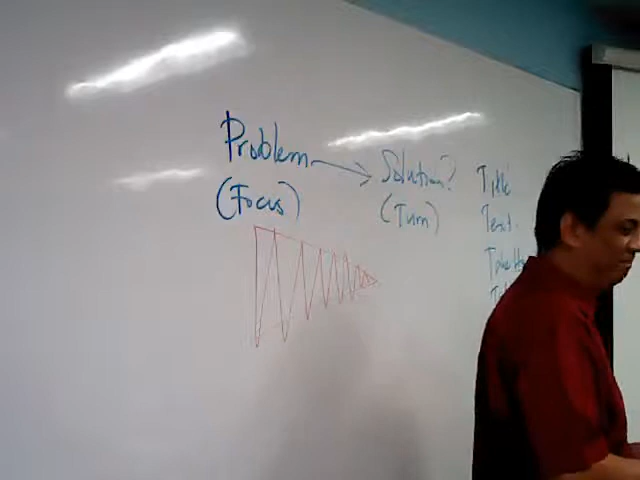 Problem → Solution?
(Focus) (Turn)
Title
Text